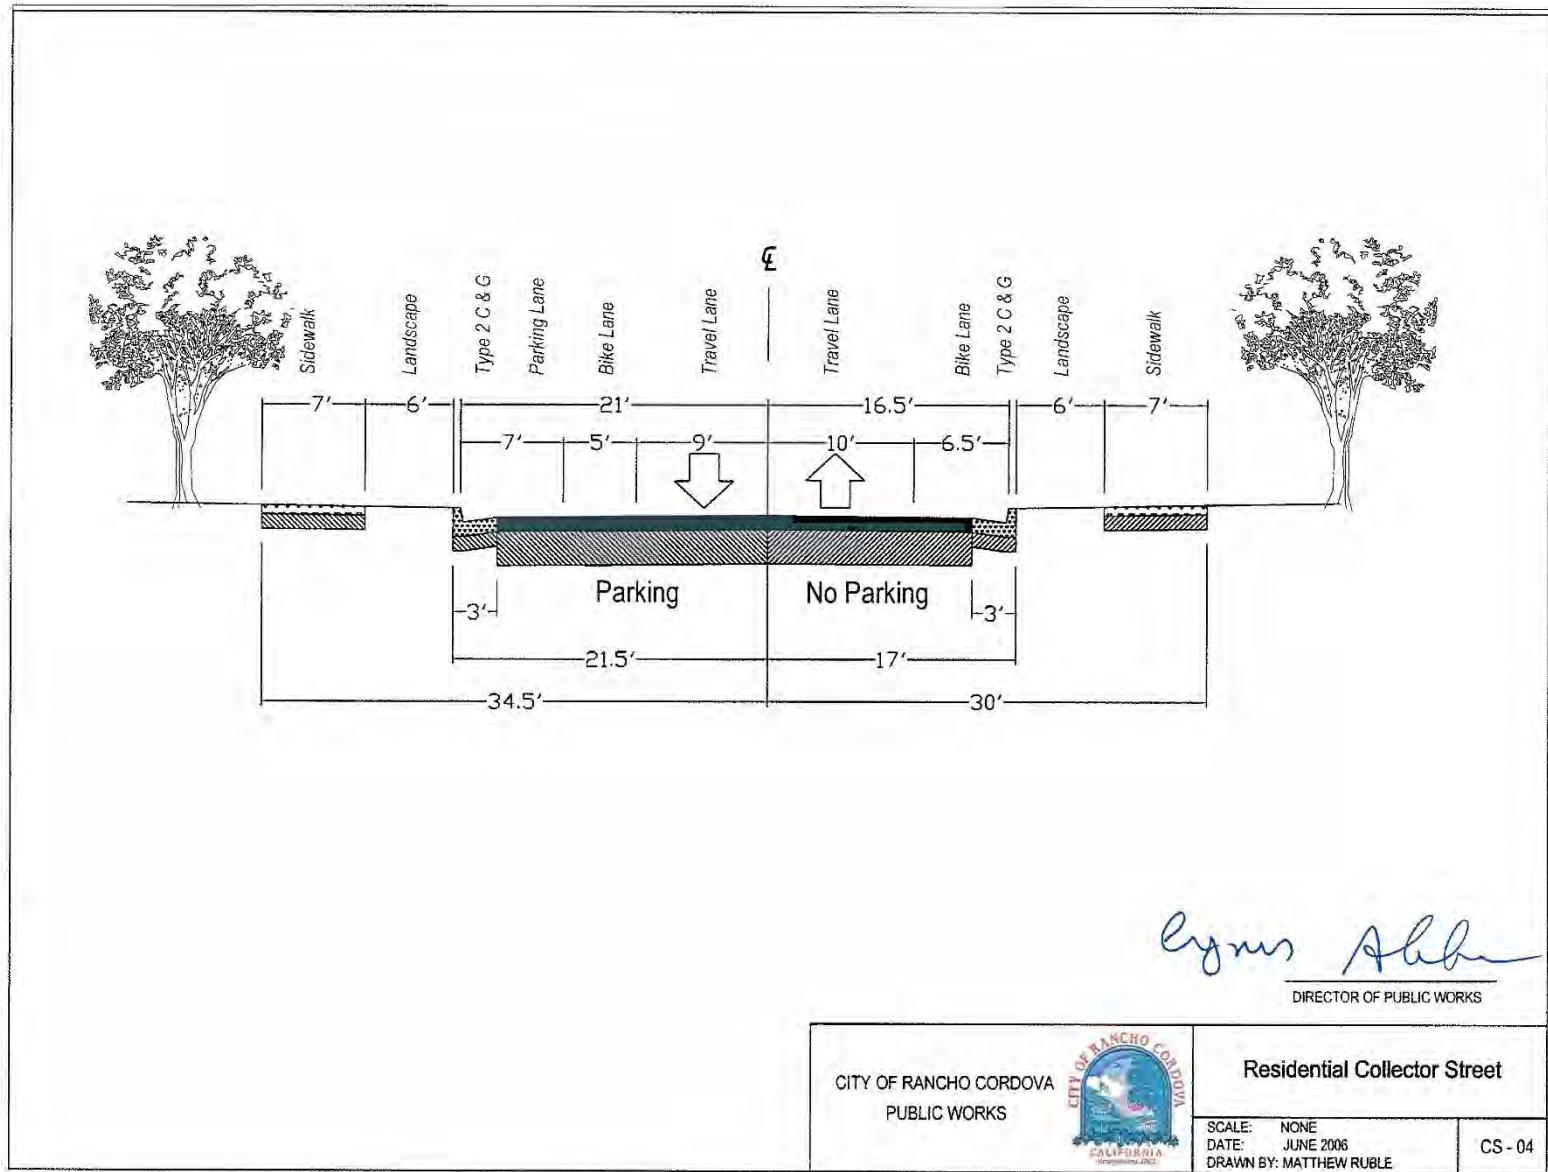 ℄
Sidewalk
Landscape
Type 2 C & G
Parking Lane
Bike Lane
Travel Lane
Travel Lane
Bike Lane
Type 2 C & G
Landscape
Sidewalk
7' 6' 21' 16.5' 6' 7'
7' 5' 9' 10' 6.5'
Parking No Parking
3' 3'
21.5' 17'
34.5' 30'
DIRECTOR OF PUBLIC WORKS
CITY OF RANCHO CORDOVA
PUBLIC WORKS
CITY OF RANCHO CORDOVA
CALIFORNIA
Residential Collector Street
SCALE: NONE
DATE: JUNE 2006
DRAWN BY: MATTHEW RUBLE
CS - 04